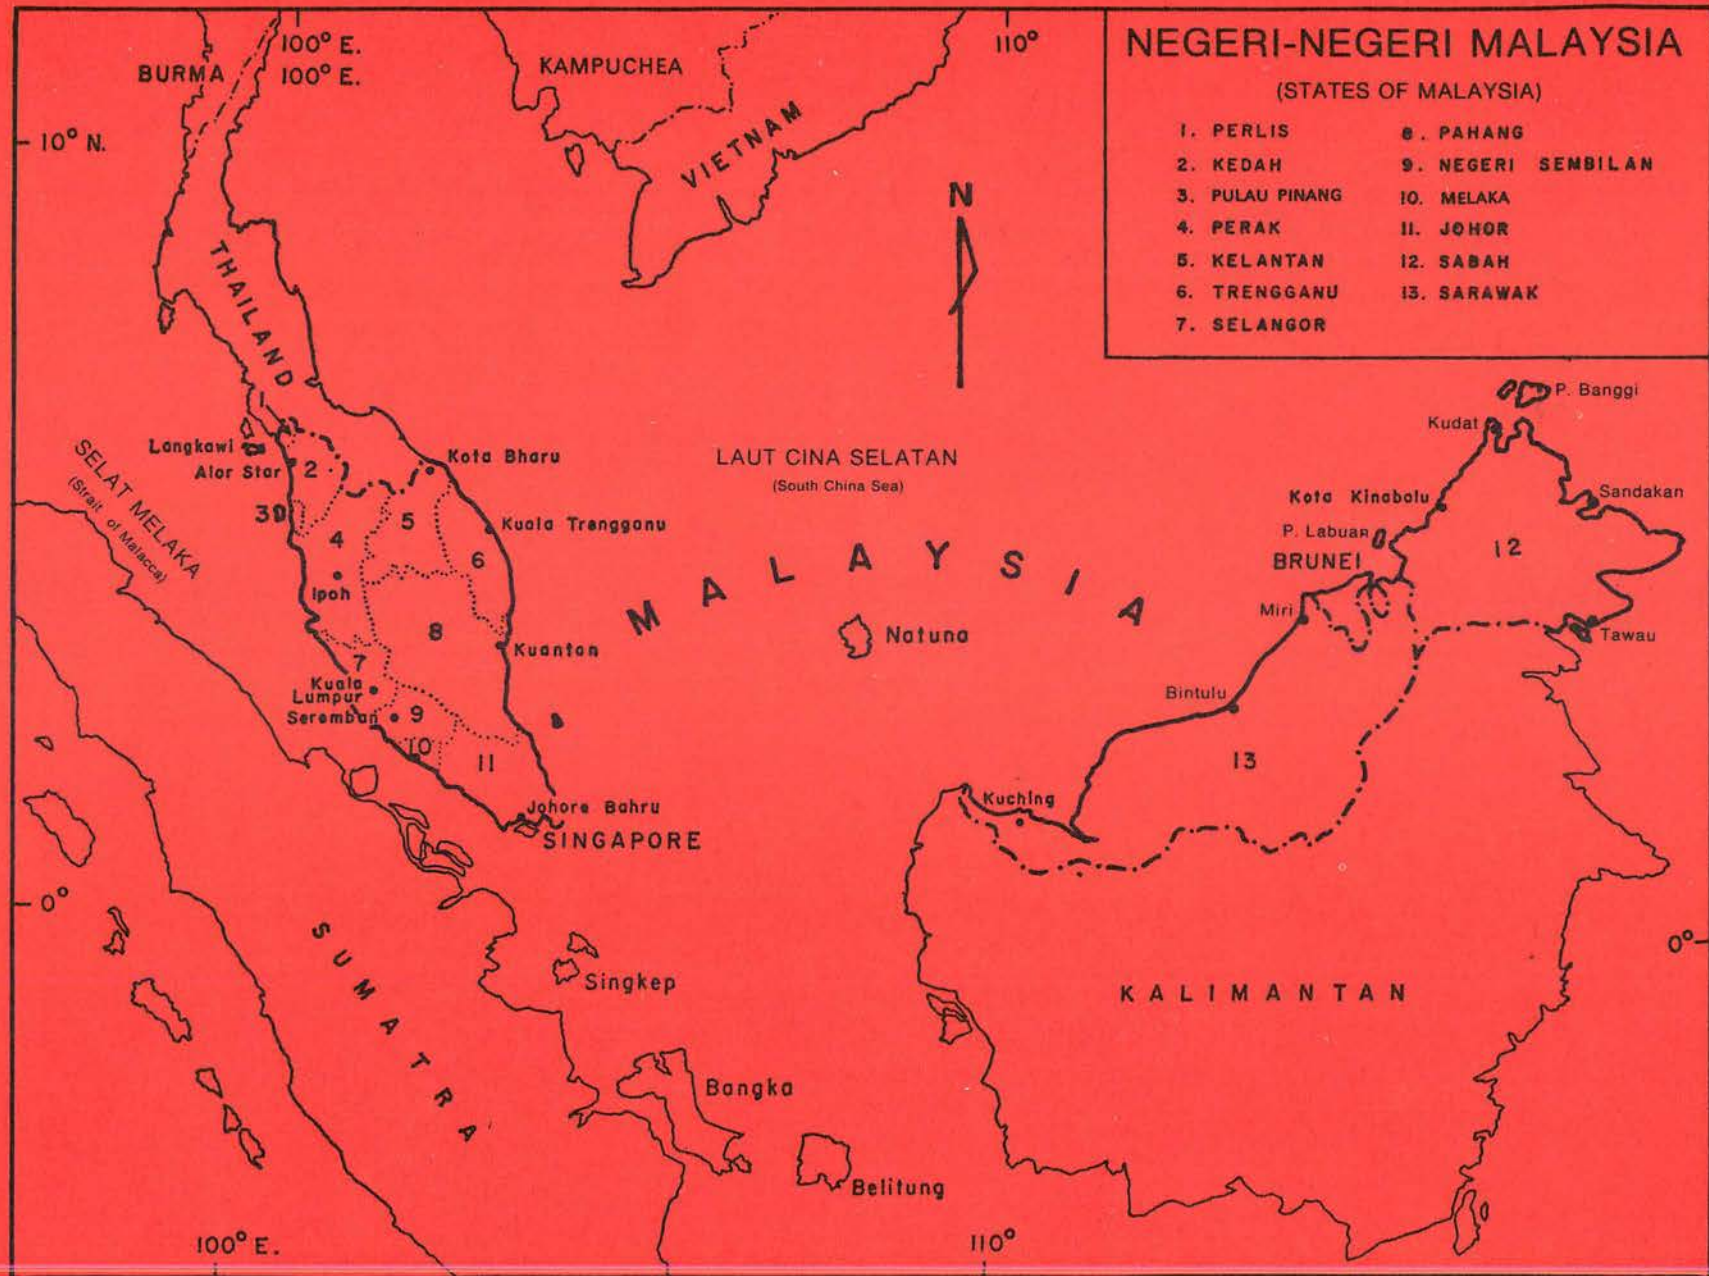 NEGERI-NEGERI MALAYSIA
(STATES OF MALAYSIA)
1. PERLIS
2. KEDAH
3. PULAU PINANG
4. PERAK
5. KELANTAN
6. TRENGGANU
7. SELANGOR
8. PAHANG
9. NEGERI SEMBILAN
10. MELAKA
11. JOHOR
12. SABAH
13. SARAWAK
100° E.
100° E.
110°
BURMA
KAMPUCHEA
10° N.
VIETNAM
N
THAILAND
P. Banggi
Kudat
1
Langkawi
Alor Star
2
Kota Bharu
LAUT CINA SELATAN
(South China Sea)
SELAT MELAKA
(Strait of Malacca)
Kota Kinabalu
Sandakan
3
5
Kuala Trengganu
4
6
P. Labuan
BRUNEI
12
MALAYSIA
Ipoh
Miri
8
Natuna
Kuantan
Tawau
7
Kuala
Lumpur
Seremban
9
Bintulu
10
11
13
Johore Bahru
SINGAPORE
Kuching
0°
0°
SUMATRA
Singkep
KALIMANTAN
Bangka
Belitung
100° E.
110°